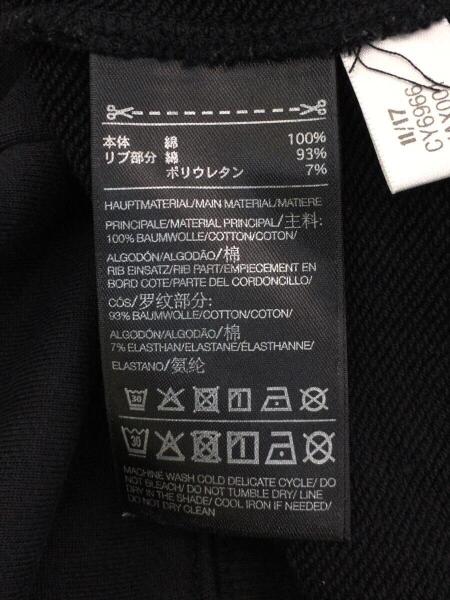 本体 綿 100%
リブ部分 綿 93%
ポリウレタン 7%
HAUPTMATERIAL/MAIN MATERIAL/MATIERE
PRINCIPALE/MATERIAL PRINCIPAL/主料:
100% BAUMWOLLE/COTTON/COTON/
ALGODÓN/ALGODÃO/棉
RIB EINSATZ/RIB PART/EMPIECEMENT EN
BORD COTE/PARTE DEL CORDONCILLO/
CÓS/罗纹部分:
93% BAUMWOLLE/COTTON/COTON/
ALGODÓN/ALGODÃO/棉
7% ELASTHAN/ELASTANE/ÉLASTHANNE/
ELASTANO/氨纶
30
30
MACHINE WASH COLD DELICATE CYCLE/ DO
NOT BLEACH/ DO NOT TUMBLE DRY/ LINE
DRY IN THE SHADE/ COOL IRON IF NEEDED/
DO NOT DRY CLEAN
CY6966
11/17